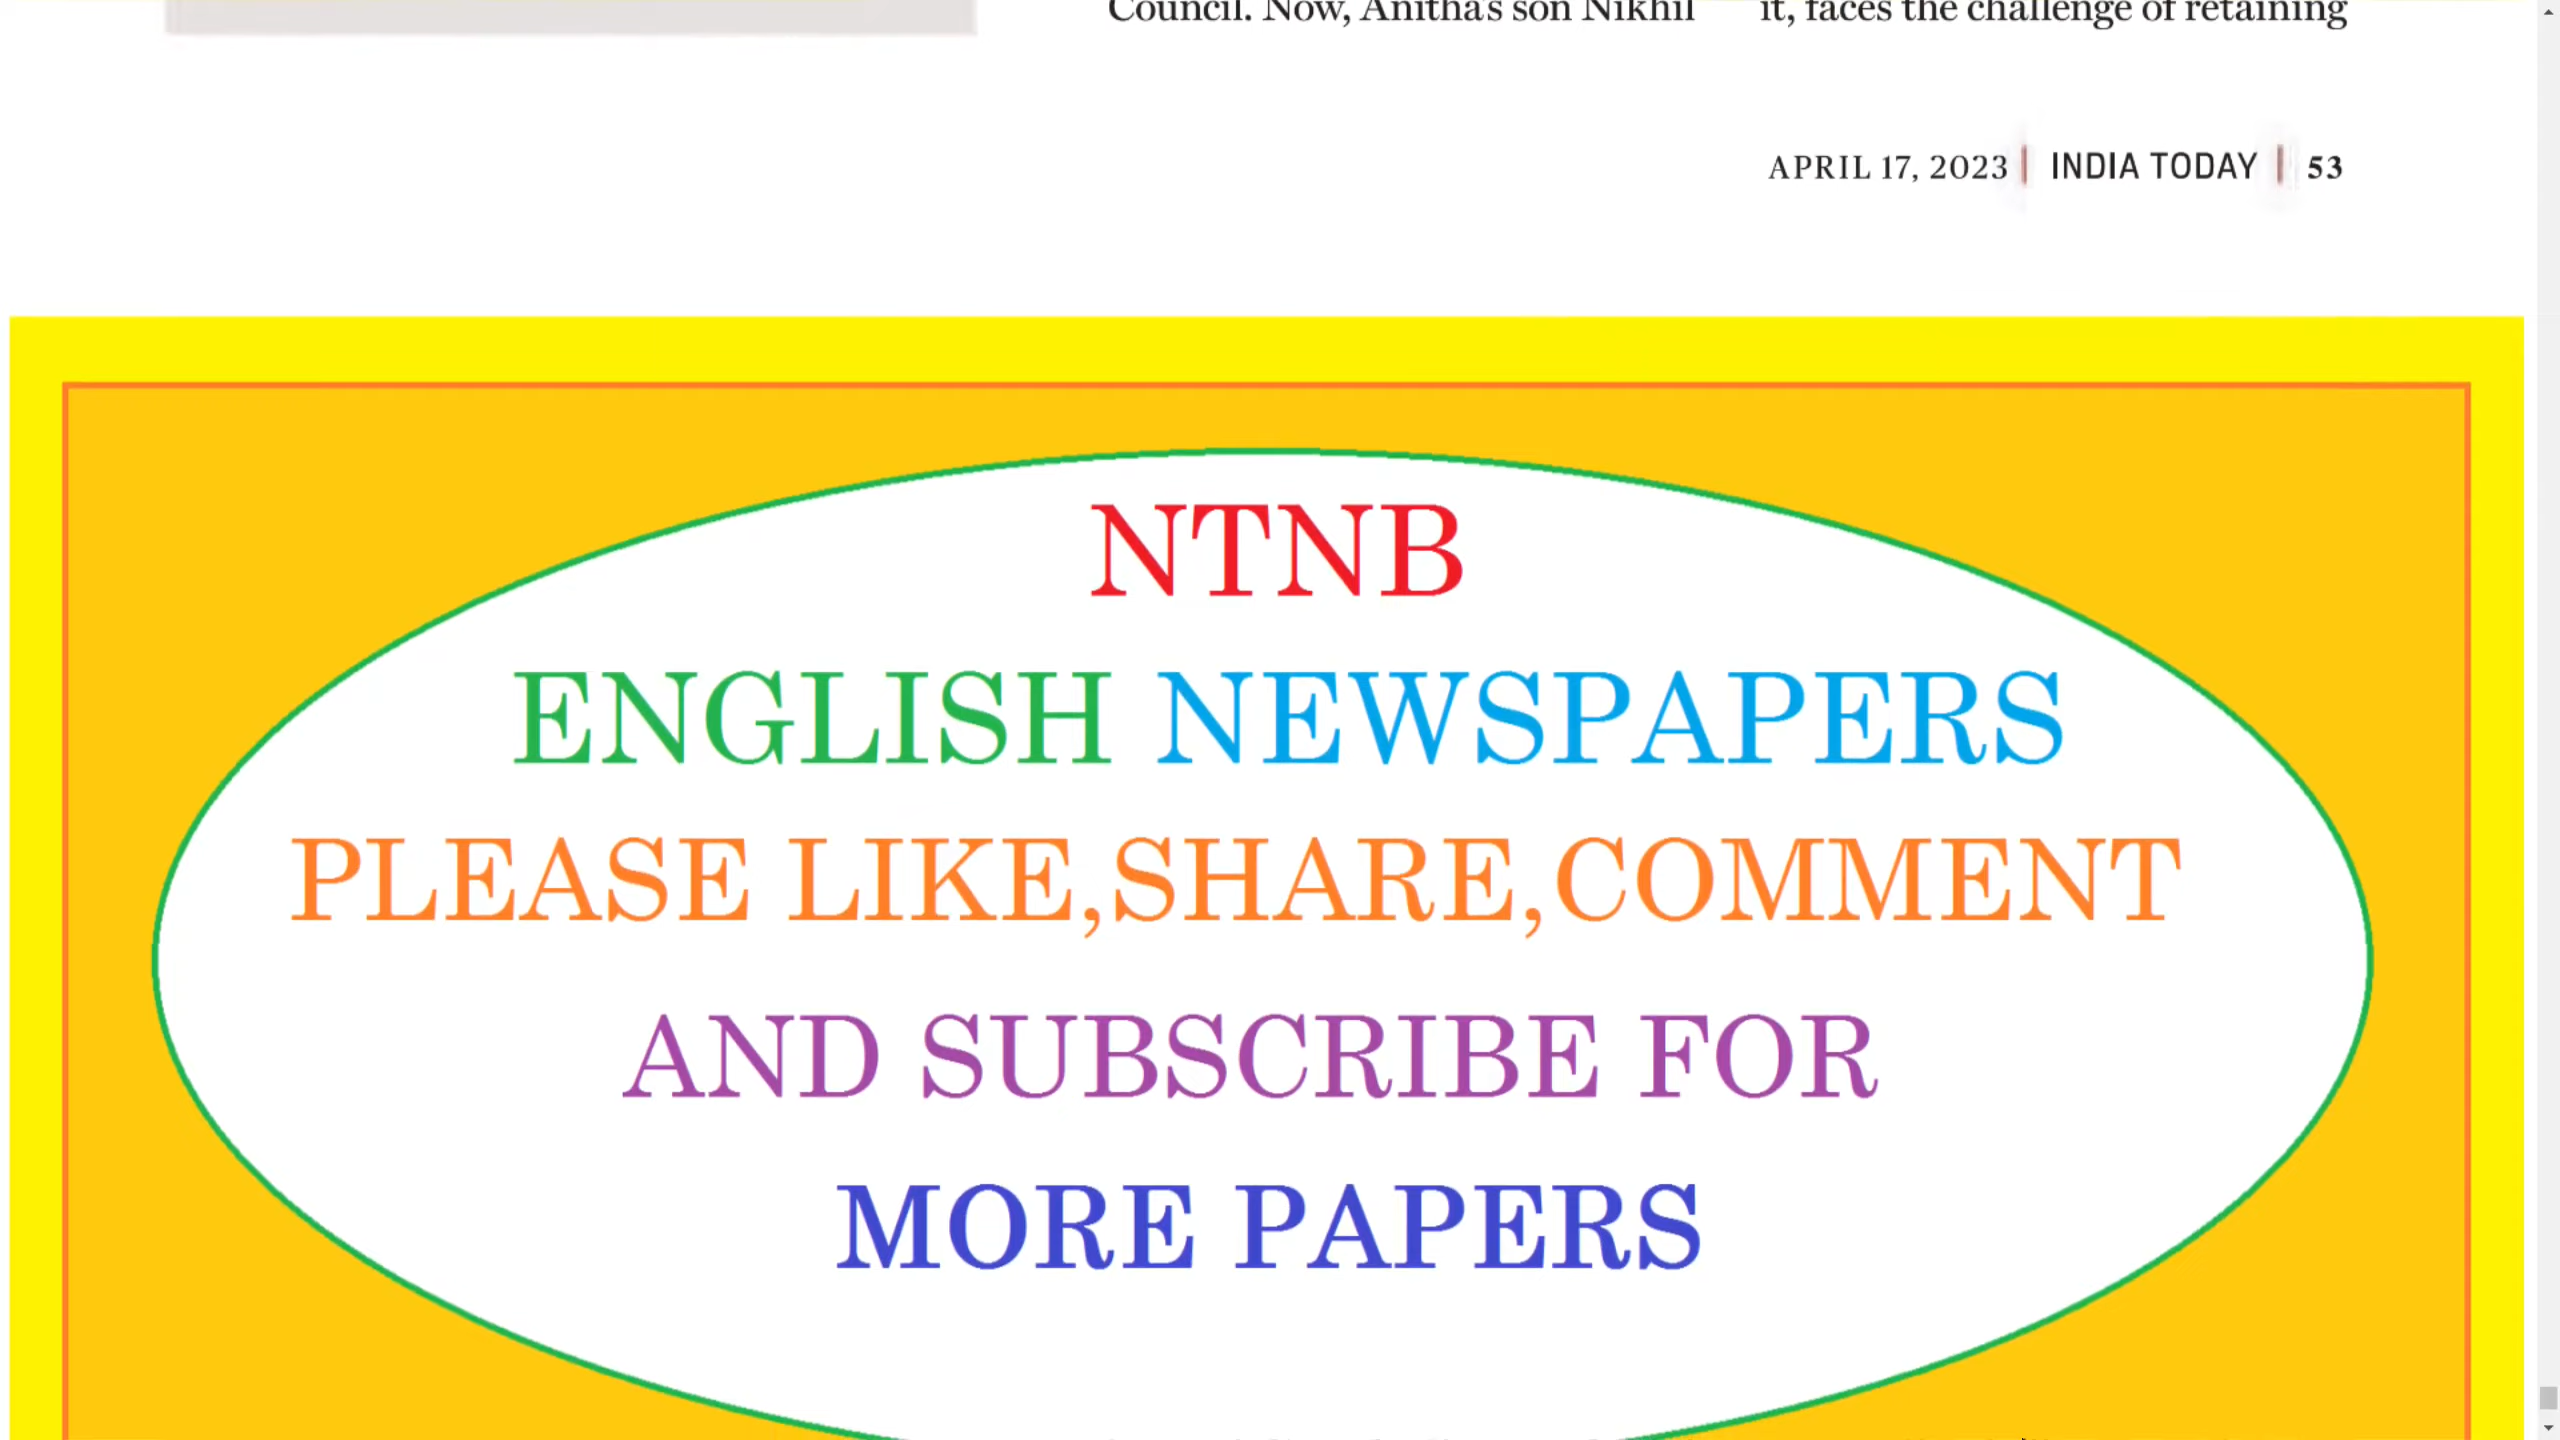 Council. Now, Anitha's son Nikhil
it, faces the challenge of retaining
APRIL 17, 2023 | INDIA TODAY | 53
NTNB
ENGLISH NEWSPAPERS
PLEASE LIKE,SHARE,COMMENT
AND SUBSCRIBE FOR
MORE PAPERS